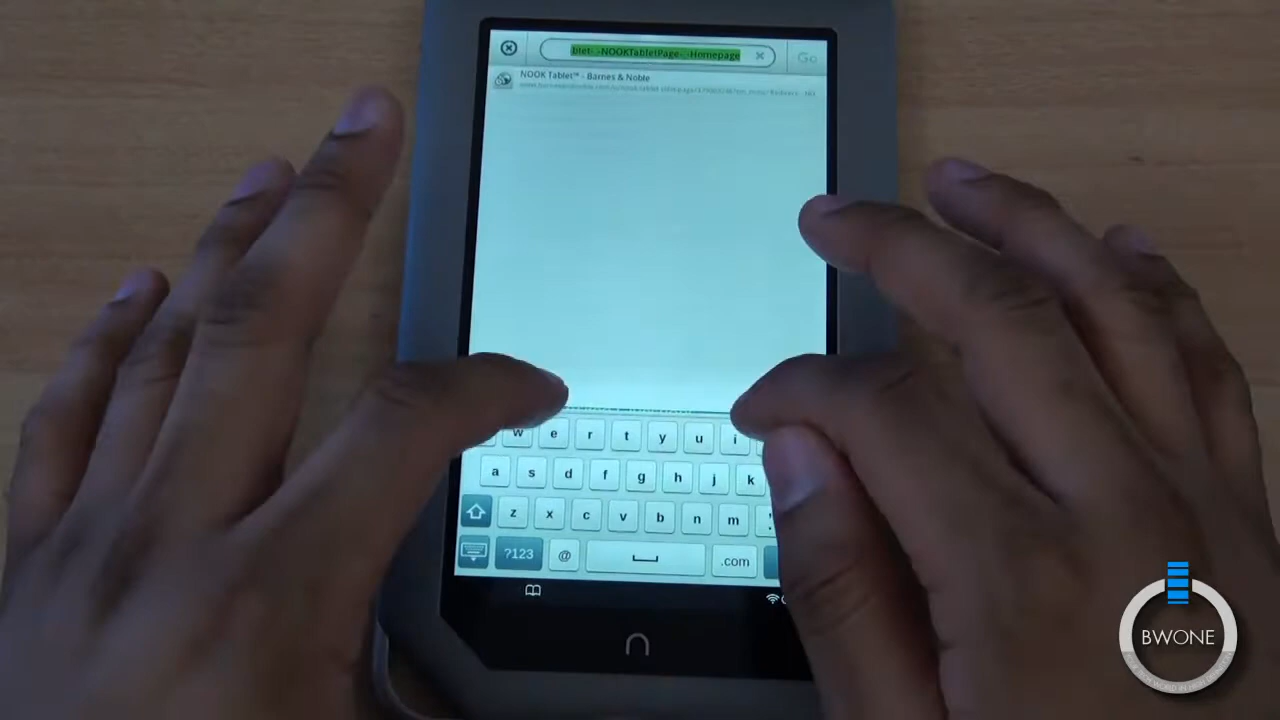 blet-_-NOOKTabletPage-_-Homepage
Go
NOOK Tablet™ - Barnes & Noble
w e r t y u i
a s d f g h j k
z x c v b n m
?123 @ .com
BWONE